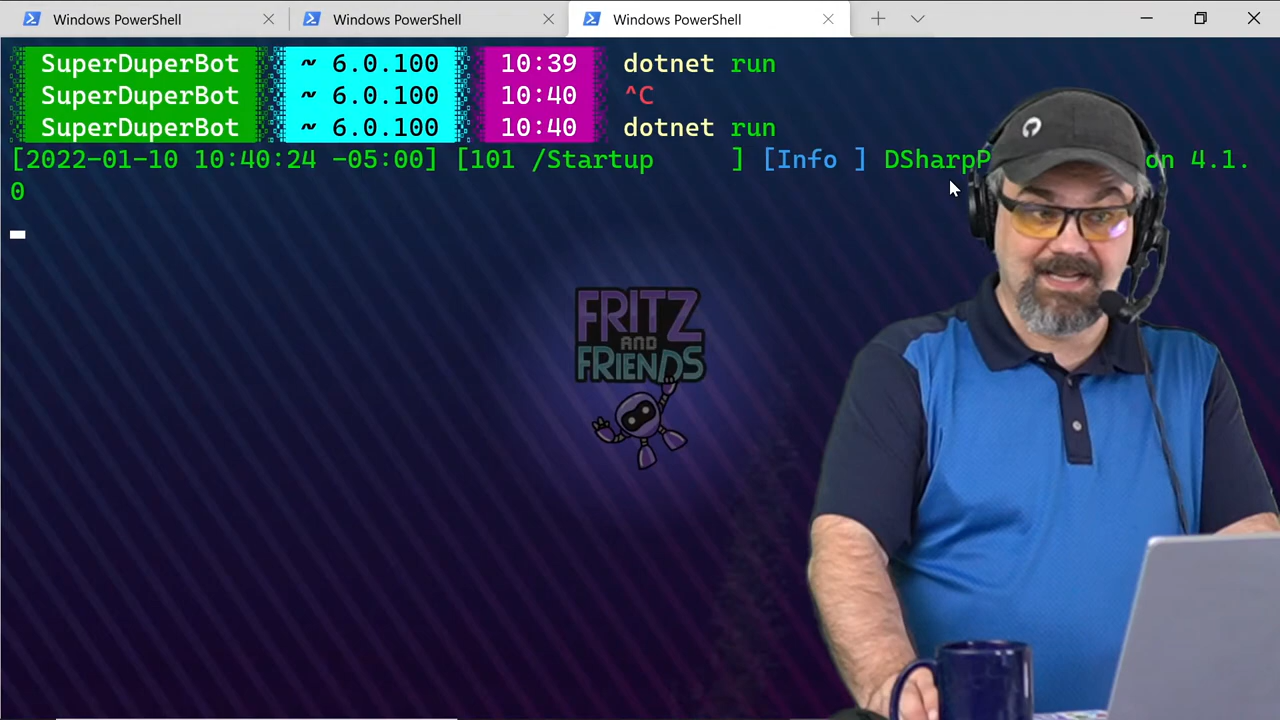 Windows PowerShell
Windows PowerShell
Windows PowerShell
SuperDuperBot ~ 6.0.100 10:39 dotnet run
SuperDuperBot ~ 6.0.100 10:40 ^C
SuperDuperBot ~ 6.0.100 10:40 dotnet run
[2022-01-10 10:40:24 -05:00] [101 /Startup ] [Info ] DSharpP on 4.1.
0
FRITZ
AND
FRIENDS